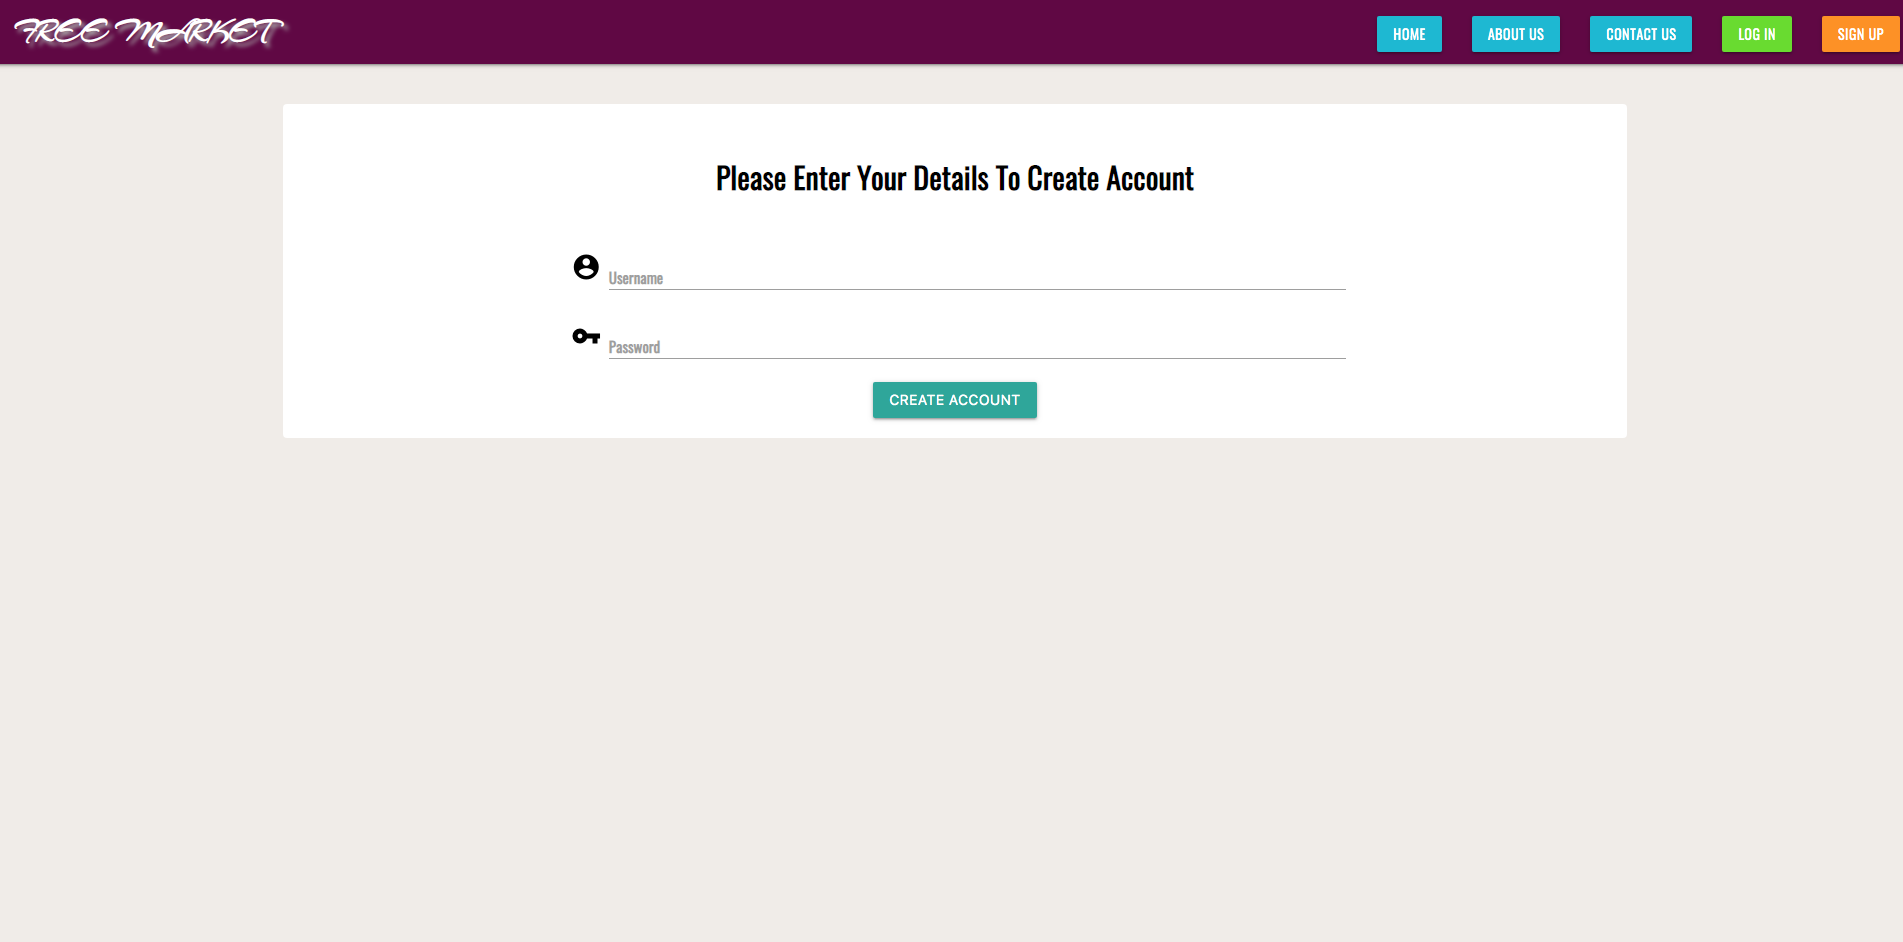 FREE MARKET
HOME
ABOUT US
CONTACT US
LOG IN
SIGN UP
Please Enter Your Details To Create Account
Username
Password
CREATE ACCOUNT